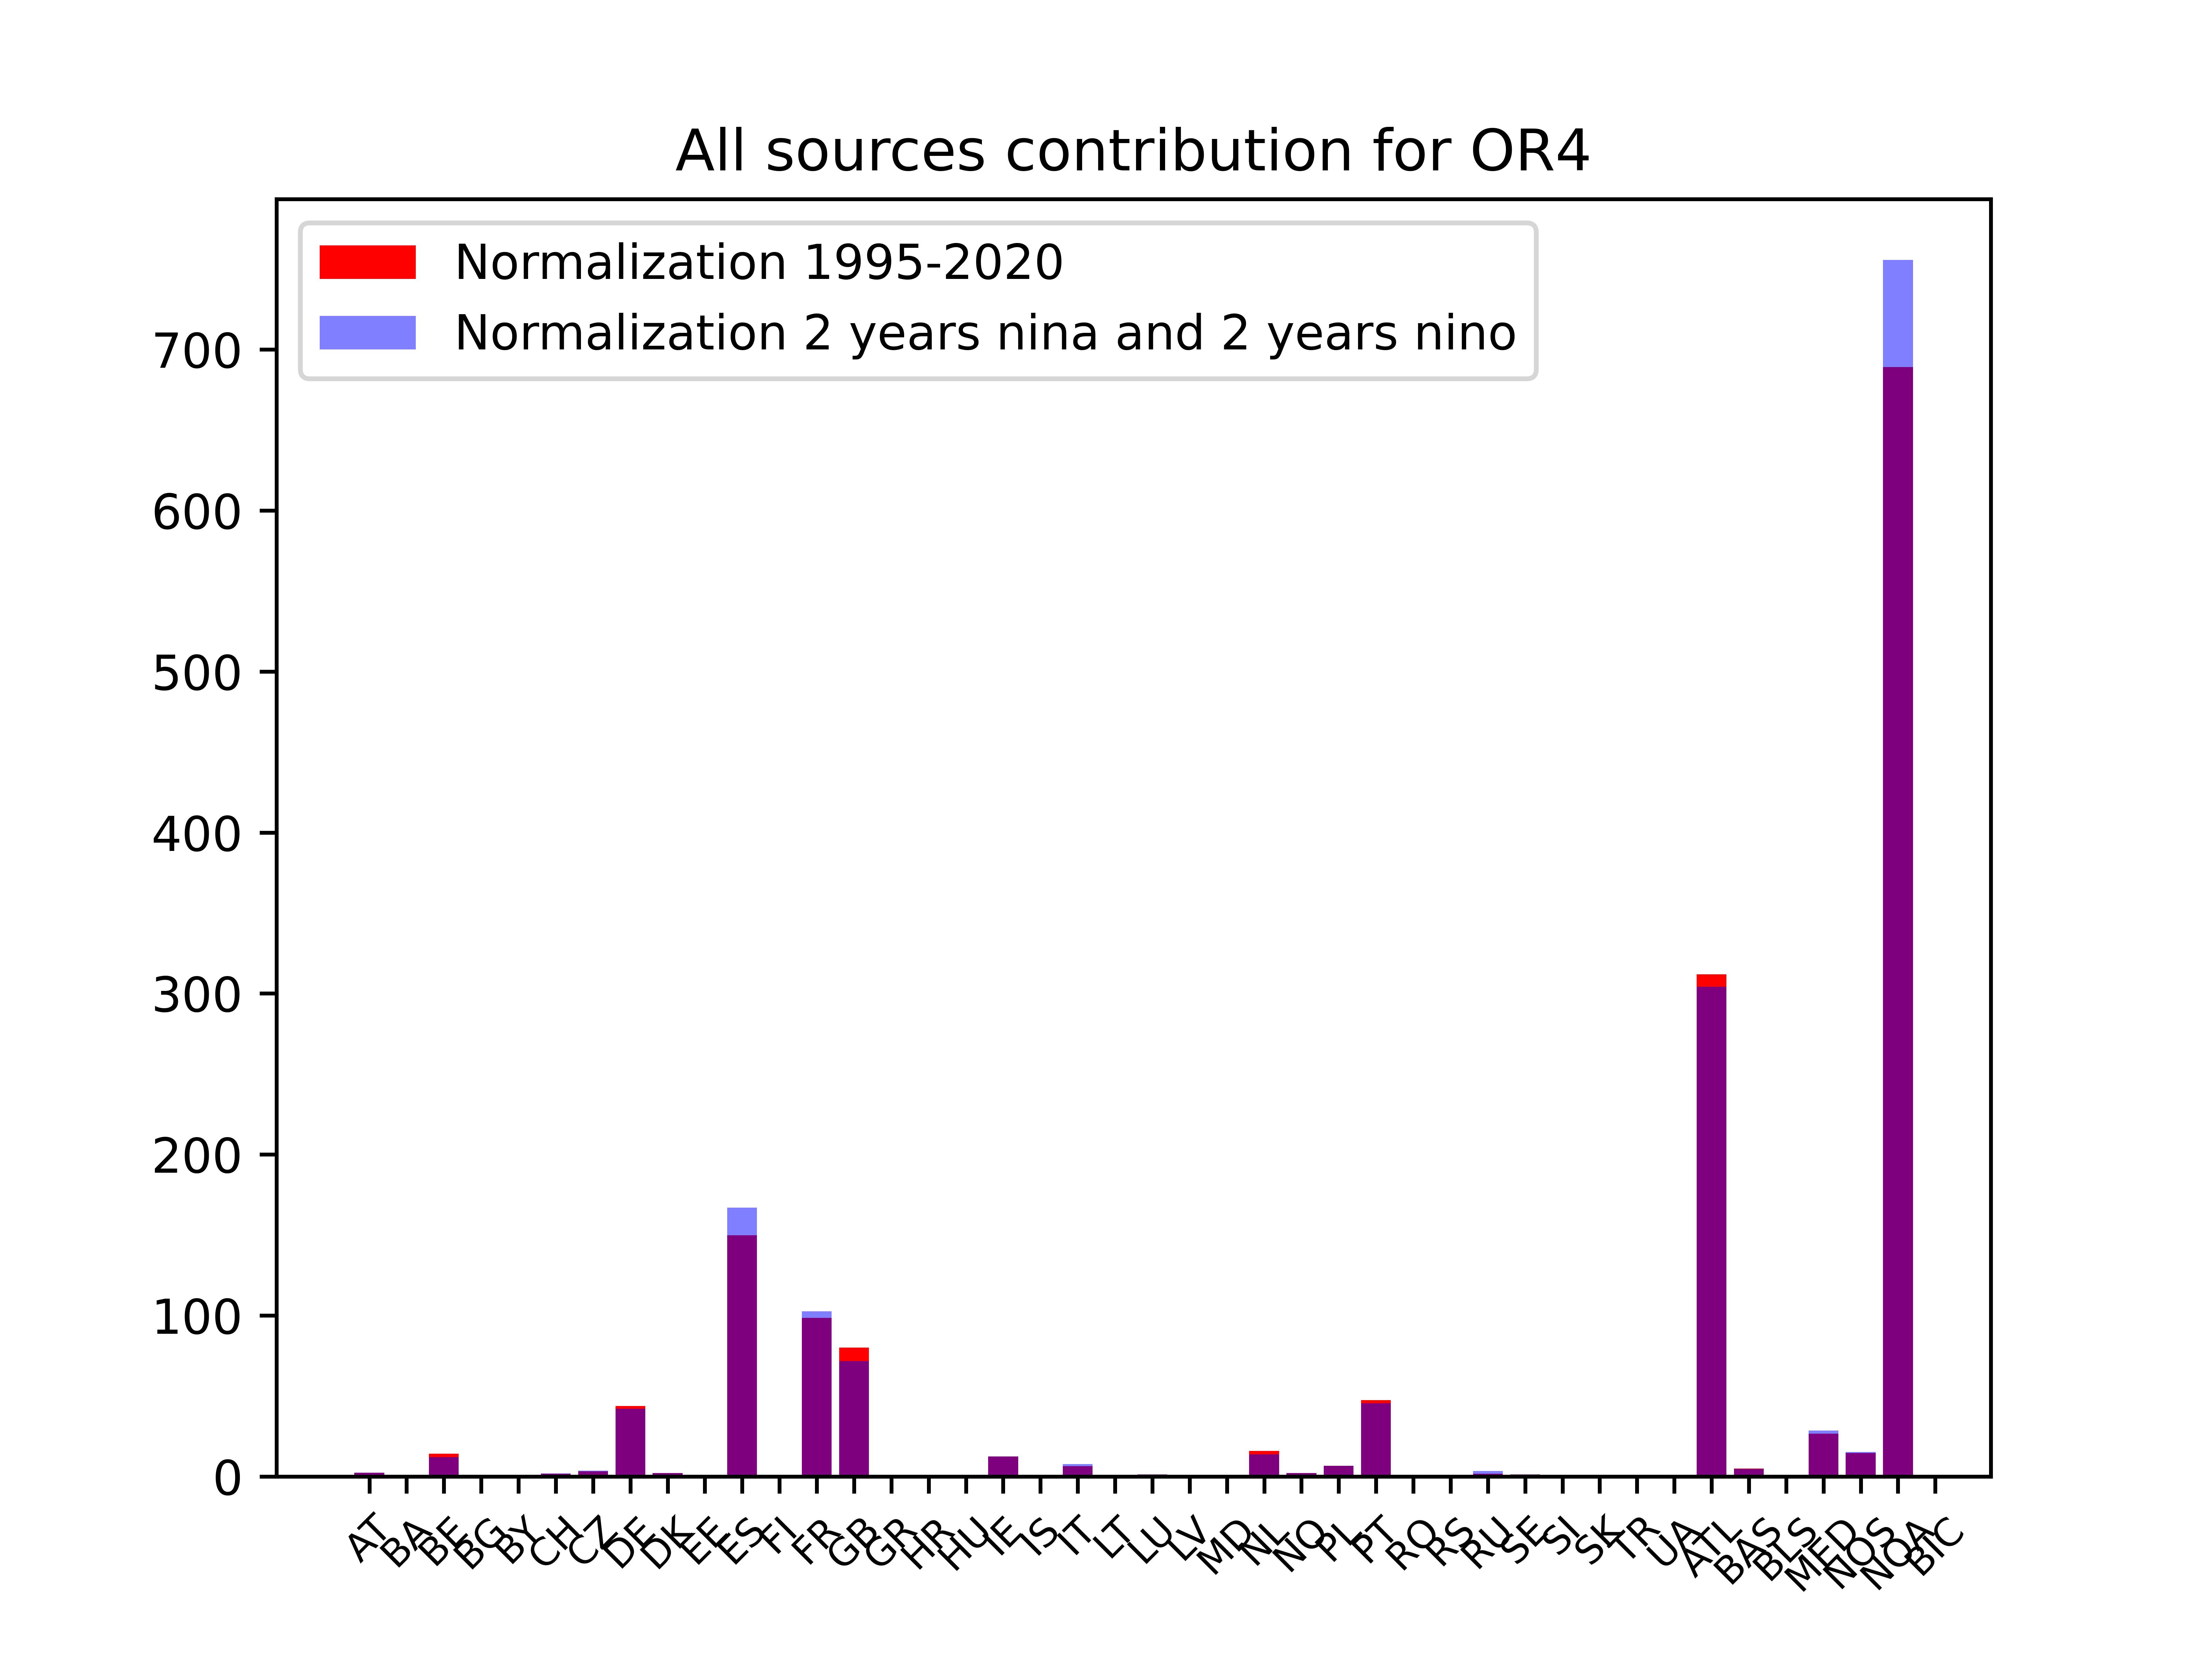 All sources contribution for OR4
Normalization 1995-2020
Normalization 2 years nina and 2 years nino
700
600
500
400
300
200
100
0
AT BA BE BG BY CH CZ DE DK EE ES FI FR GB GR HR HU IE IS IT LT LU LV MD NL NO PL PT RO RS RU SE SI SK TR UA ATL BAS BLS MED NOS NOA BIC